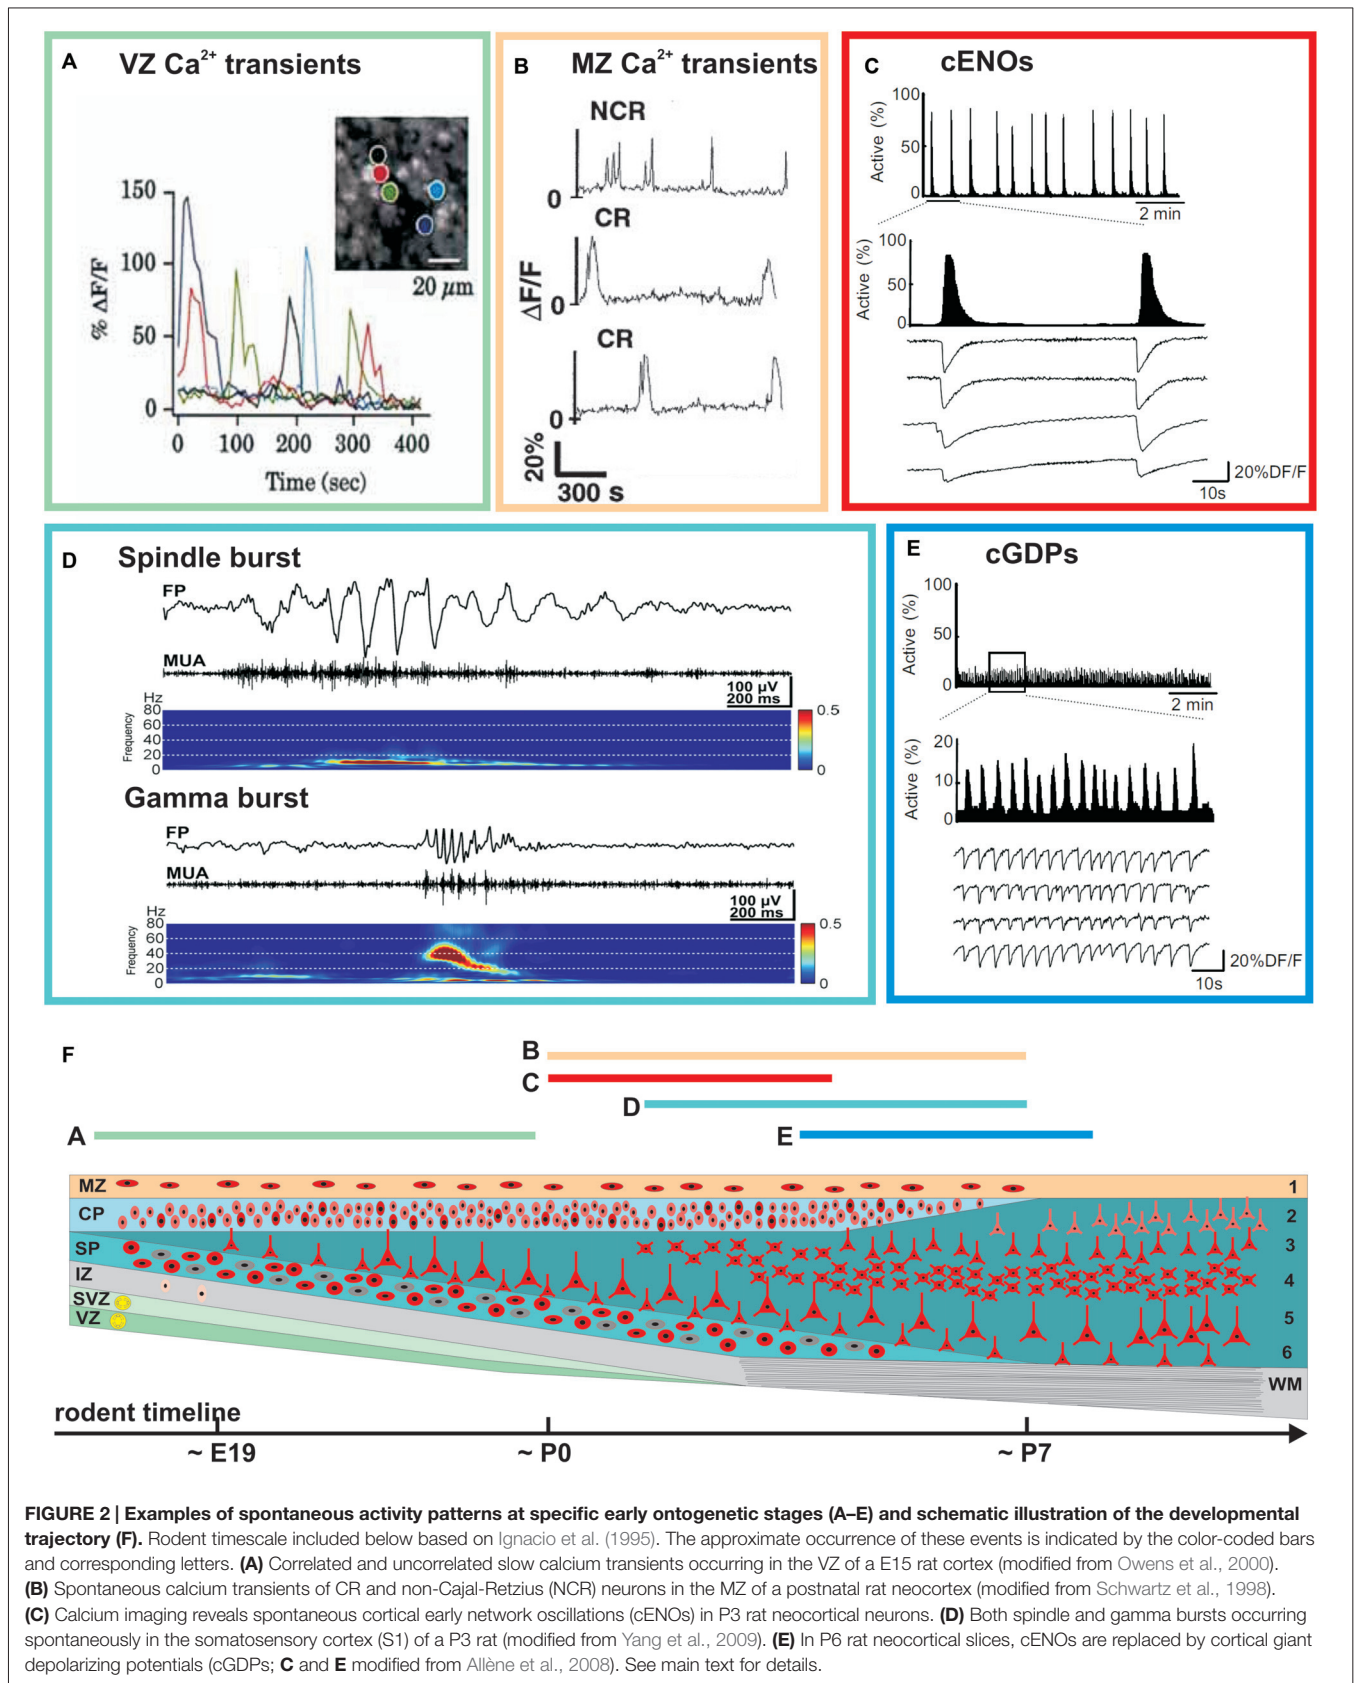 A
VZ Ca2+ transients
150
100
50
0
% ΔF/F
20 µm
0 100 200 300 400
Time (sec)
B
MZ Ca2+ transients
NCR
0
CR
0
CR
0
ΔF/F
20%
300 s
C
cENOs
100
50
0
Active (%)
2 min
100
50
0
Active (%)
20%DF/F
10s
D
Spindle burst
FP
MUA
100 µV
200 ms
Hz
80
60
40
20
0
Frequency
0.5
0
Gamma burst
FP
MUA
100 µV
200 ms
Hz
80
60
40
20
0
Frequency
0.5
0
E
cGDPs
100
50
0
Active (%)
2 min
20
10
0
Active (%)
20%DF/F
10s
F
B
C
D
A
E
MZ
CP
SP
IZ
SVZ
VZ
1
2
3
4
5
6
WM
rodent timeline
~ E19
~ P0
~ P7
FIGURE 2 | Examples of spontaneous activity patterns at specific early ontogenetic stages (A–E) and schematic illustration of the developmental
trajectory (F). Rodent timescale included below based on Ignacio et al. (1995). The approximate occurrence of these events is indicated by the color-coded bars
and corresponding letters. (A) Correlated and uncorrelated slow calcium transients occurring in the VZ of a E15 rat cortex (modified from Owens et al., 2000).
(B) Spontaneous calcium transients of CR and non-Cajal-Retzius (NCR) neurons in the MZ of a postnatal rat neocortex (modified from Schwartz et al., 1998).
(C) Calcium imaging reveals spontaneous cortical early network oscillations (cENOs) in P3 rat neocortical neurons. (D) Both spindle and gamma bursts occurring
spontaneously in the somatosensory cortex (S1) of a P3 rat (modified from Yang et al., 2009). (E) In P6 rat neocortical slices, cENOs are replaced by cortical giant
depolarizing potentials (cGDPs; C and E modified from Allène et al., 2008). See main text for details.